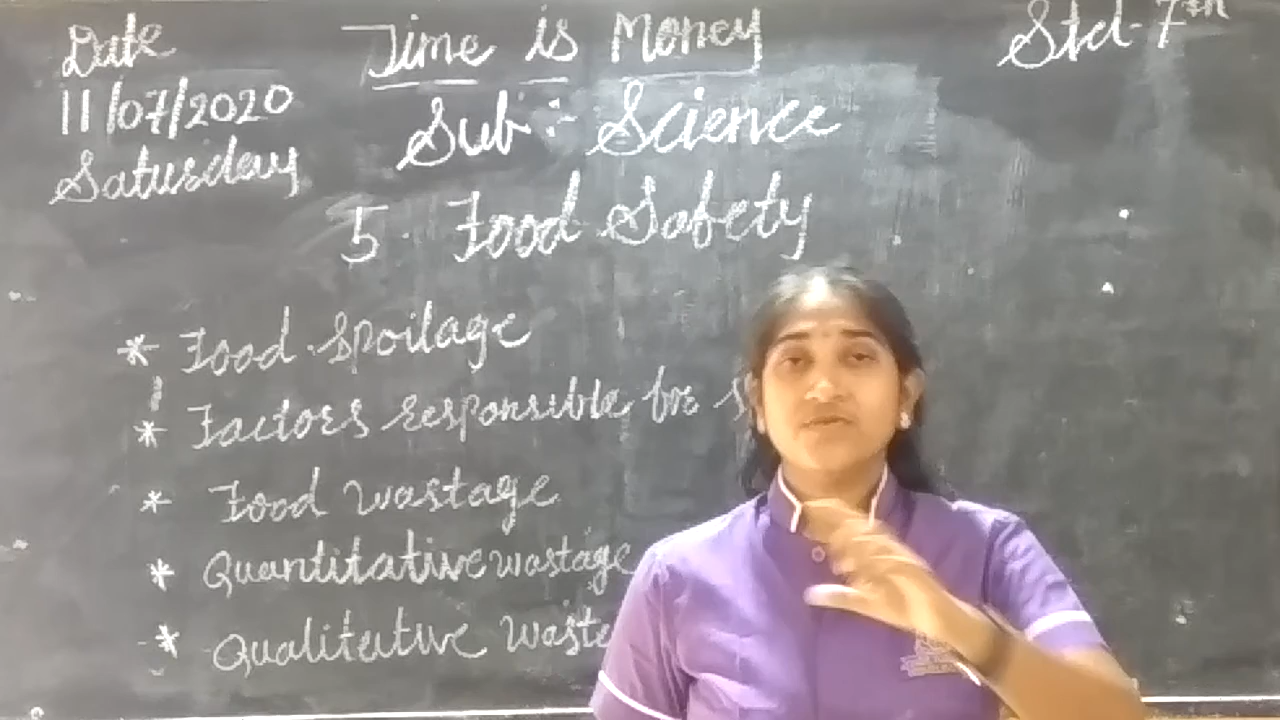 Date
11/07/2020
Saturday
Time is Money
Sub :- Science
Std-7th
5. Food Safety
* Food Spoilage
* Factors responsible for
* Food wastage
* Quantitative wastage
* Qualitative Waste